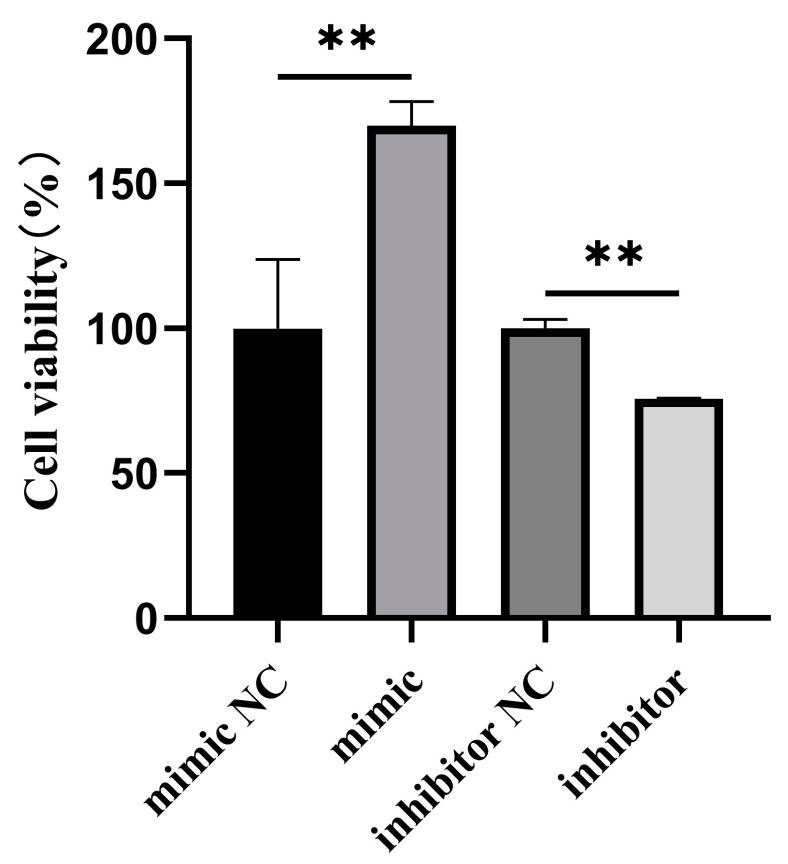 Cell viability（%）
200
150
100
50
0
**
**
mimic NC
mimic
inhibitor NC
inhibitor